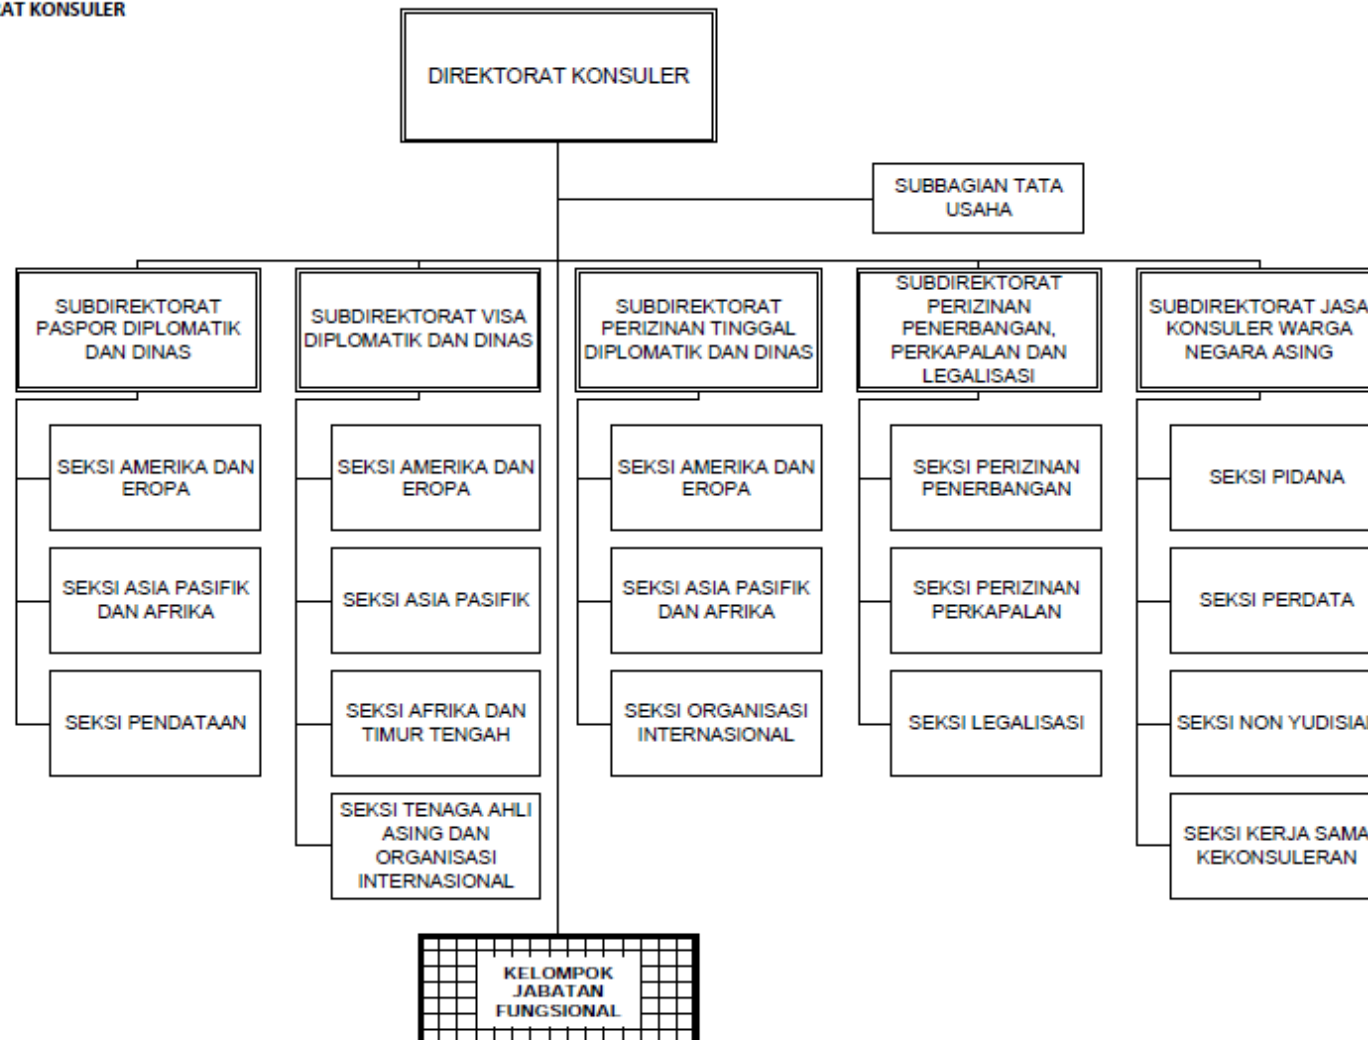 KONSULER
DIREKTORAT KONSULER
SUBBAGIAN TATA
USAHA
SUBDIREKTORAT
PASPOR DIPLOMATIK
DAN DINAS
SUBDIREKTORAT VISA
DIPLOMATIK DAN DINAS
SUBDIREKTORAT
PERIZINAN TINGGAL
DIPLOMATIK DAN DINAS
SUBDIREKTORAT
PERIZINAN
PENERBANGAN,
PERKAPALAN DAN
LEGALISASI
SUBDIREKTORAT JASA
KONSULER WARGA
NEGARA ASING
SEKSI AMERIKA DAN
EROPA
SEKSI ASIA PASIFIK
DAN AFRIKA
SEKSI PENDATAAN
SEKSI AMERIKA DAN
EROPA
SEKSI ASIA PASIFIK
SEKSI AFRIKA DAN
TIMUR TENGAH
SEKSI TENAGA AHLI
ASING DAN
ORGANISASI
INTERNASIONAL
SEKSI AMERIKA DAN
EROPA
SEKSI ASIA PASIFIK
DAN AFRIKA
SEKSI ORGANISASI
INTERNASIONAL
SEKSI PERIZINAN
PENERBANGAN
SEKSI PERIZINAN
PERKAPALAN
SEKSI LEGALISASI
SEKSI PIDANA
SEKSI PERDATA
SEKSI NON
SEKSI KERJA SAMA
KEKONSULERAN
KELOMPOK
JABATAN
FUNGSIONAL